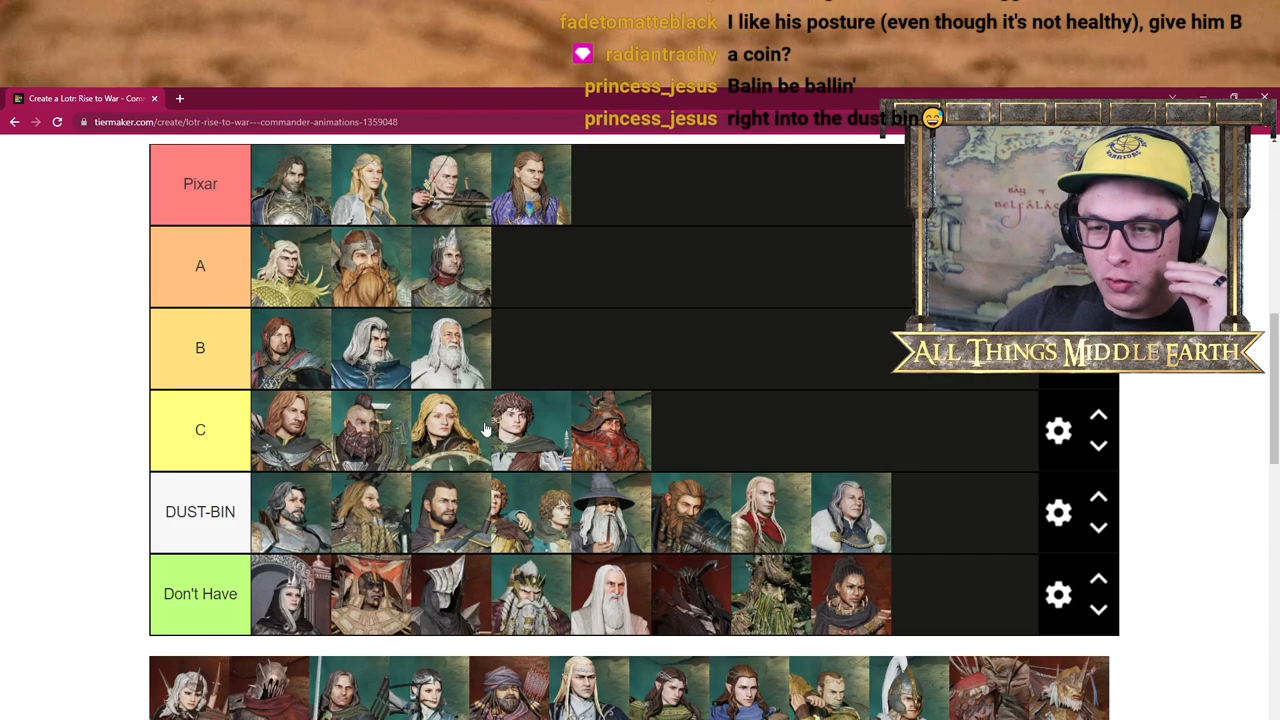 fadetomatteblack I like his posture (even though it's not healthy), give him B
radiantrachy a coin?
princess_jesus Balin be ballin'
princess_jesus right into the dust bin😅
Create a Lotr: Rise to War - Com
tiermaker.com/create/lotr-rise-to-war---commander-animations-1359048
Pixar
A
B
C
DUST-BIN
Don't Have
WARRIORS
BELFALAS
ALL THINGS MIDDLE EARTH